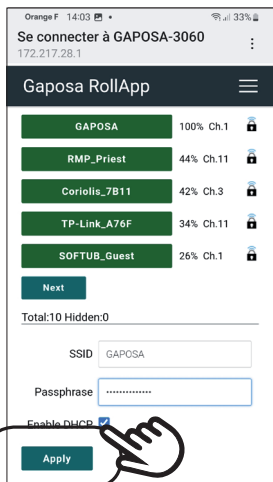 Orange F 14:03
33%
Se connecter à GAPOSA-3060
172.217.28.1
Gaposa RollApp
GAPOSA 100% Ch.1
RMP_Priest 44% Ch.11
Coriolis_7B11 42% Ch.3
TP-Link_A76F 34% Ch.11
SOFTUB_Guest 26% Ch.1
Next
Total:10 Hidden:0
SSID GAPOSA
Passphrase ••••••••••••••
Enable DHCP
Apply